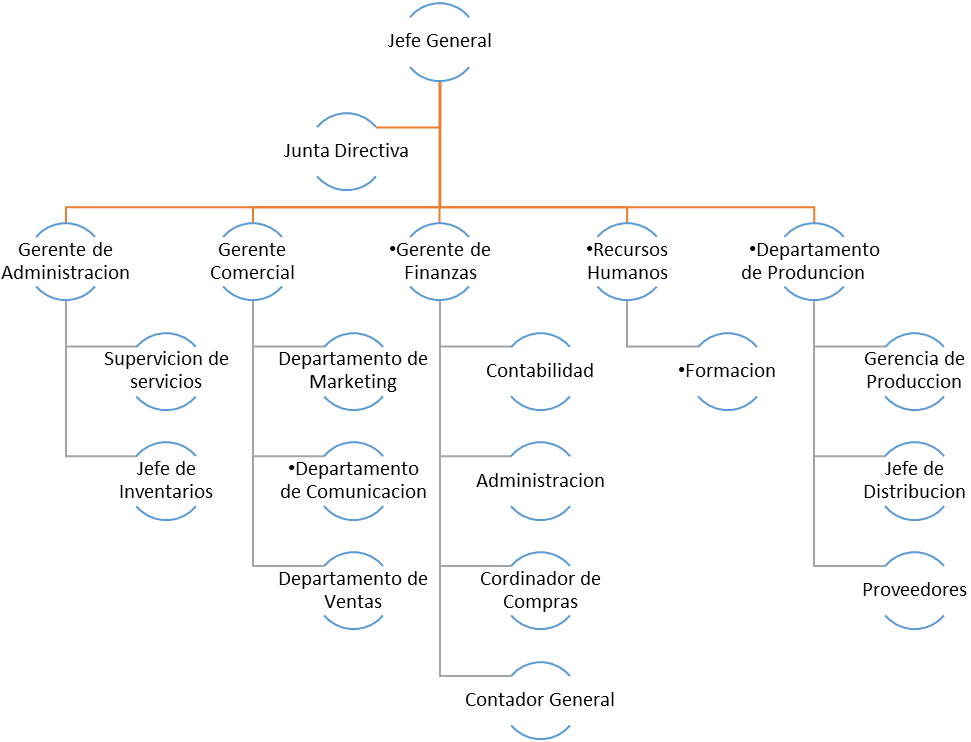 Jefe General
Junta Directiva
Gerente de
Administracion
Gerente
Comercial
•Gerente de
Finanzas
•Recursos
Humanos
•Departamento
de Produncion
Supervicion de
servicios
Departamento de
Marketing
Contabilidad
•Formacion
Gerencia de
Produccion
Jefe de
Inventarios
•Departamento
de Comunicacion
Administracion
Jefe de
Distribucion
Departamento de
Ventas
Cordinador de
Compras
Proveedores
Contador General